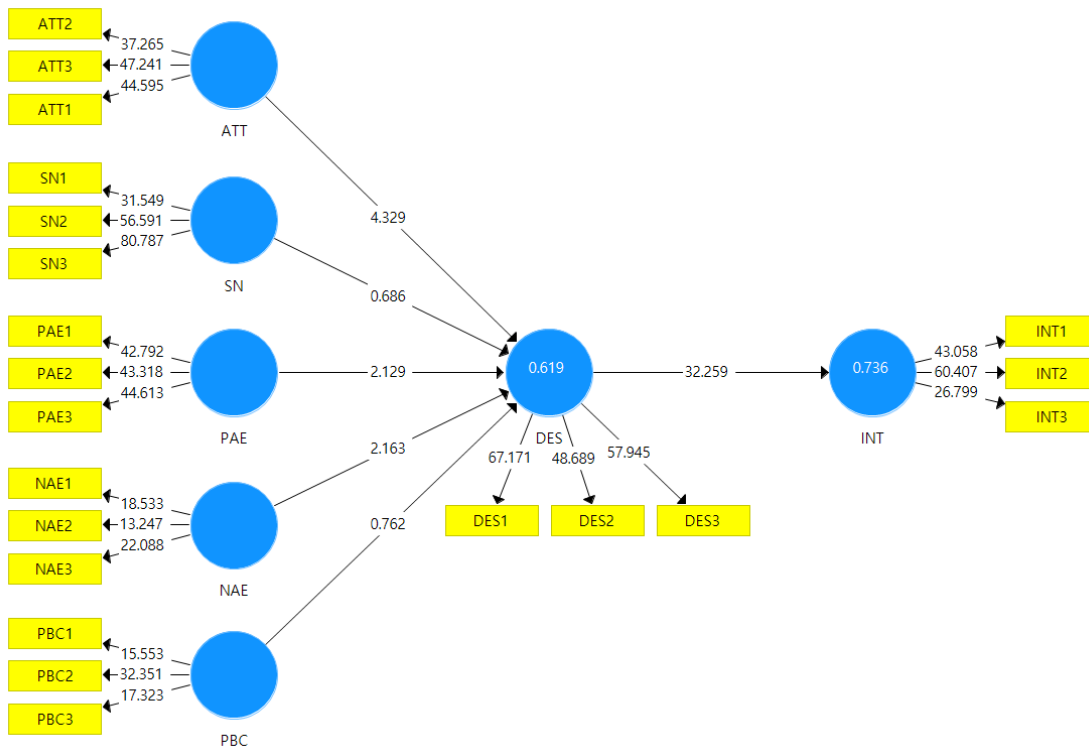 ATT2
37.265
ATT3
47.241
ATT1
44.595
ATT
4.329
SN1
31.549
SN2
56.591
SN3
80.787
SN
0.686
PAE1
42.792
PAE2
43.318
PAE3
44.613
PAE
2.129
NAE1
18.533
NAE2
13.247
NAE3
22.088
NAE
2.163
PBC1
15.553
PBC2
32.351
PBC3
17.323
PBC
0.762
0.619
DES
67.171
48.689
57.945
DES1
DES2
DES3
32.259
0.736
INT
43.058
60.407
26.799
INT1
INT2
INT3